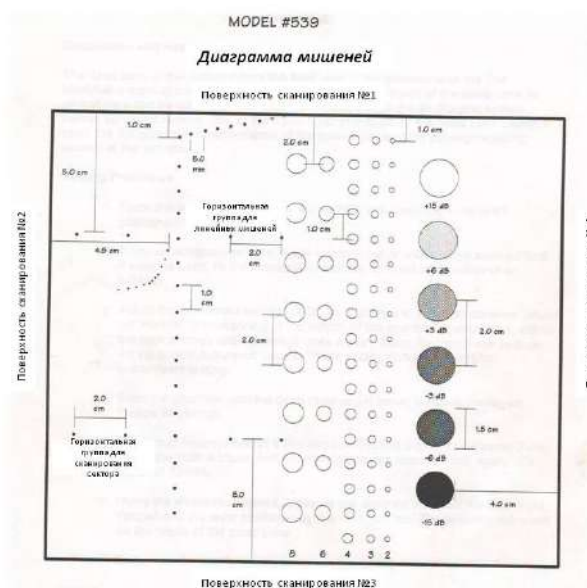 MODEL #539
Диаграмма мишеней
Поверхность сканирования №1
1.0 cm
2.0 cm
1.0 cm
5.0 mm
5.0 cm
+15 dB
Горизонтальная
группа для
линейных мишеней
1.0 cm
Поверхность сканирования №2
4.5 cm
2.0
cm
+6 dB
1.0
cm
+3 dB
2.0 cm
2.0 cm
-3 dB
2.0
cm
1.5 cm
Горизонтальная
группа для
сканирования
сектора
-6 dB
5.0 cm
4.0 cm
-15 dB
8 6 4 3 2
Поверхность сканирования №3